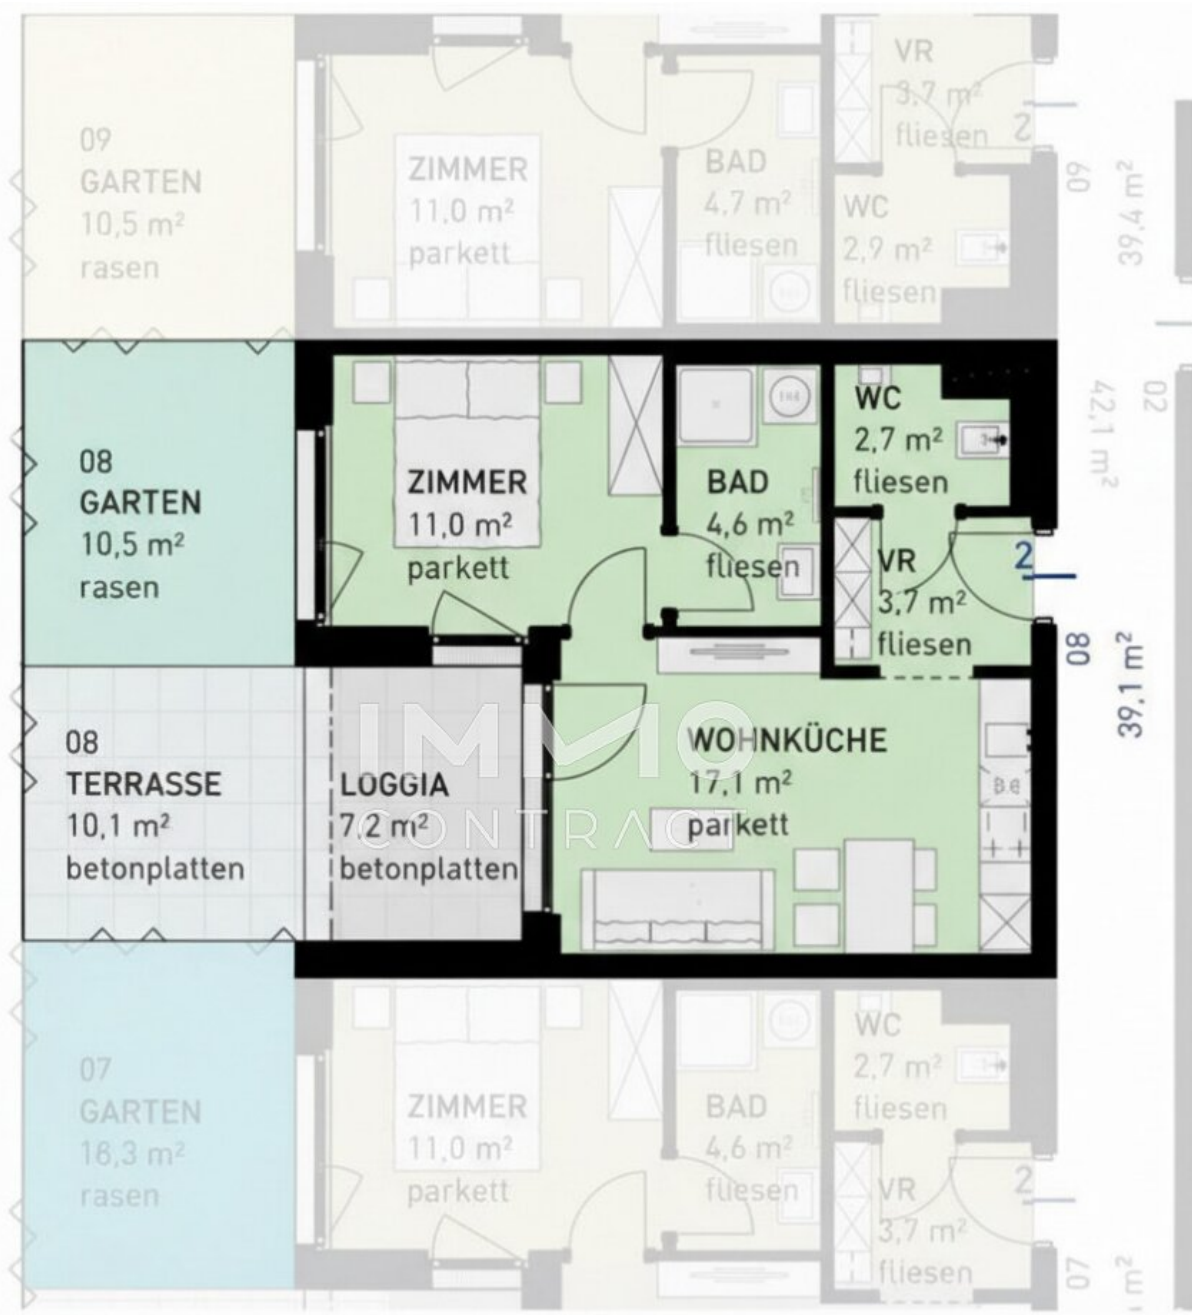 09
GARTEN
10,5 m²
rasen
ZIMMER
11,0 m²
parkett
BAD
4,7 m²
fliesen
VR
3,7 m²
fliesen
WC
2,9 m²
fliesen
2
09
39,4 m²
08
GARTEN
10,5 m²
rasen
ZIMMER
11,0 m²
parkett
BAD
4,6 m²
fliesen
WC
2,7 m²
fliesen
VR
3,7 m²
fliesen
2
08
39,1 m²
02
42,1 m²
08
TERRASSE
10,1 m²
betonplatten
LOGGIA
7,2 m²
betonplatten
WOHNKÜCHE
17,1 m²
parkett
IMMO
CONTRACT
07
GARTEN
16,3 m²
rasen
ZIMMER
11,0 m²
parkett
BAD
4,6 m²
fliesen
WC
2,7 m²
fliesen
VR
3,7 m²
fliesen
2
07
m²